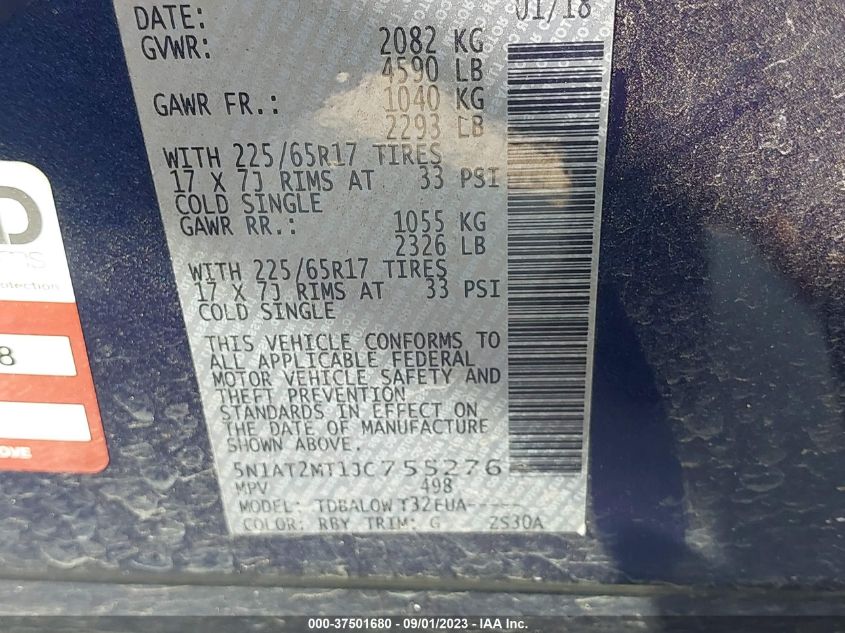 DATE: 01/18
GVWR: 2082 KG
4590 LB
GAWR FR.: 1040 KG
2293 LB
WITH 225/65R17 TIRES
17 X 7J RIMS AT 33 PSI
COLD SINGLE
GAWR RR.: 1055 KG
2326 LB
WITH 225/65R17 TIRES
17 X 7J RIMS AT 33 PSI
COLD SINGLE
THIS VEHICLE CONFORMS TO
ALL APPLICABLE FEDERAL
MOTOR VEHICLE SAFETY AND
THEFT PREVENTION
STANDARDS IN EFFECT ON
THE DATE OF MANUFACTURE
SHOWN ABOVE.
5N1AT2MT1JC755276
MPV 498
MODEL: TDBALOW T32EUA-----
COLOR: RBY TRIM: G ZS30A
8
000-37501680 - 09/01/2023 - IAA Inc.